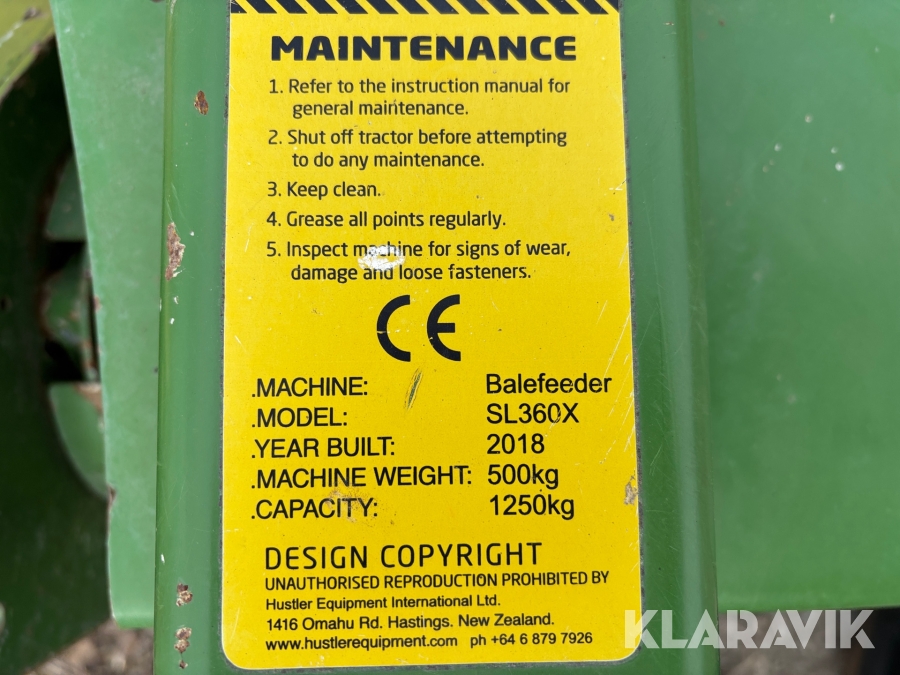 MAINTENANCE
1. Refer to the instruction manual for
general maintenance.
2. Shut off tractor before attempting
to do any maintenance.
3. Keep clean.
4. Grease all points regularly.
5. Inspect machine for signs of wear,
damage and loose fasteners.
CE
.MACHINE: Balefeeder
.MODEL: SL360X
.YEAR BUILT: 2018
.MACHINE WEIGHT: 500kg
.CAPACITY: 1250kg
DESIGN COPYRIGHT
UNAUTHORISED REPRODUCTION PROHIBITED BY
Hustler Equipment International Ltd.
1416 Omahu Rd. Hastings. New Zealand.
www.hustlerequipment.com ph +64 6 879 7926
KLARAVIK